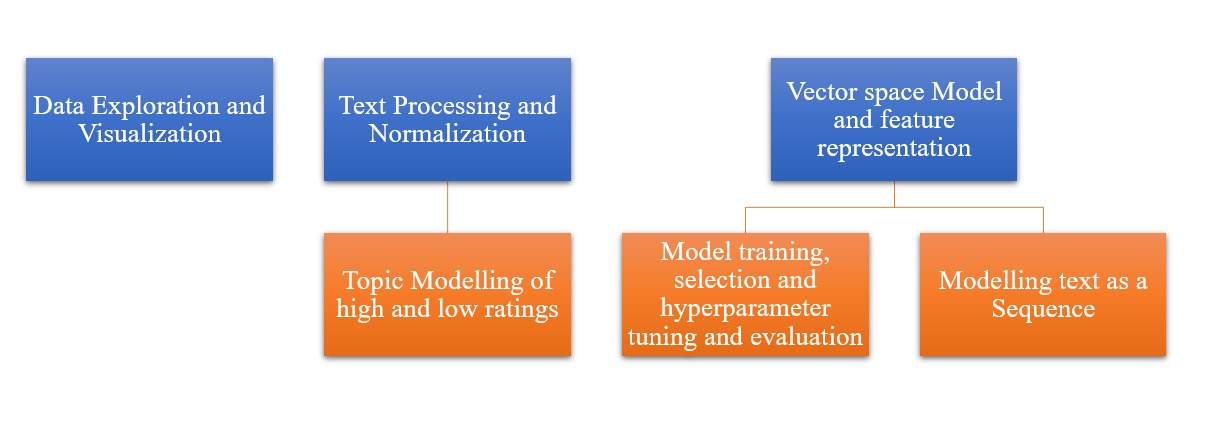 Data Exploration and
Visualization
Text Processing and
Normalization
Vector space Model
and feature
representation
Topic Modelling of
high and low ratings
Model training,
selection and
hyperparameter
tuning and evaluation
Modelling text as a
Sequence